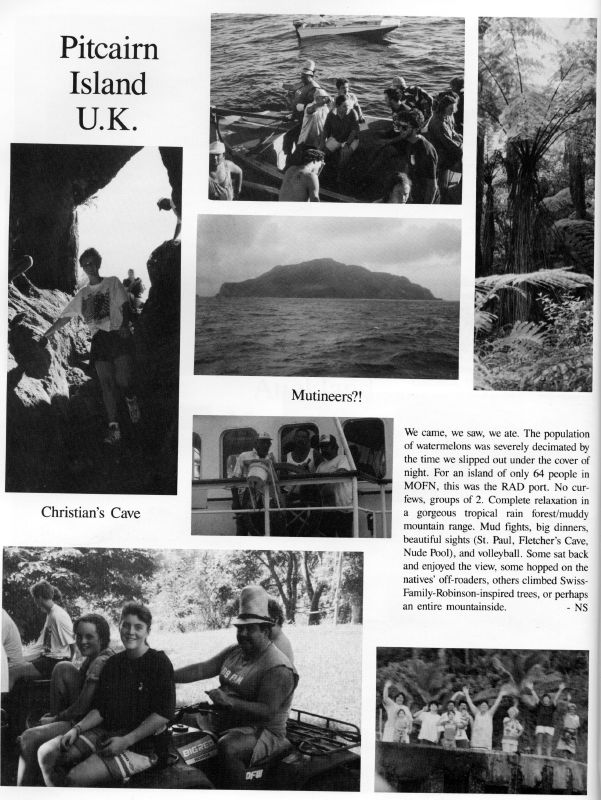 Pitcairn
Island
U.K.
Mutineers?!
Christian's Cave
We came, we saw, we ate. The population
of watermelons was severely decimated by
the time we slipped out under the cover of
night. For an island of only 64 people in
MOFN, this was the RAD port. No cur-
fews, groups of 2. Complete relaxation in
a gorgeous tropical rain forest/muddy
mountain range. Mud fights, big dinners,
beautiful sights (St. Paul, Fletcher's Cave,
Nude Pool), and volleyball. Some sat back
and enjoyed the view, some hopped on the
natives' off-roaders, others climbed Swiss-
Family-Robinson-inspired trees, or perhaps
an entire mountainside. - NS
BIG RED